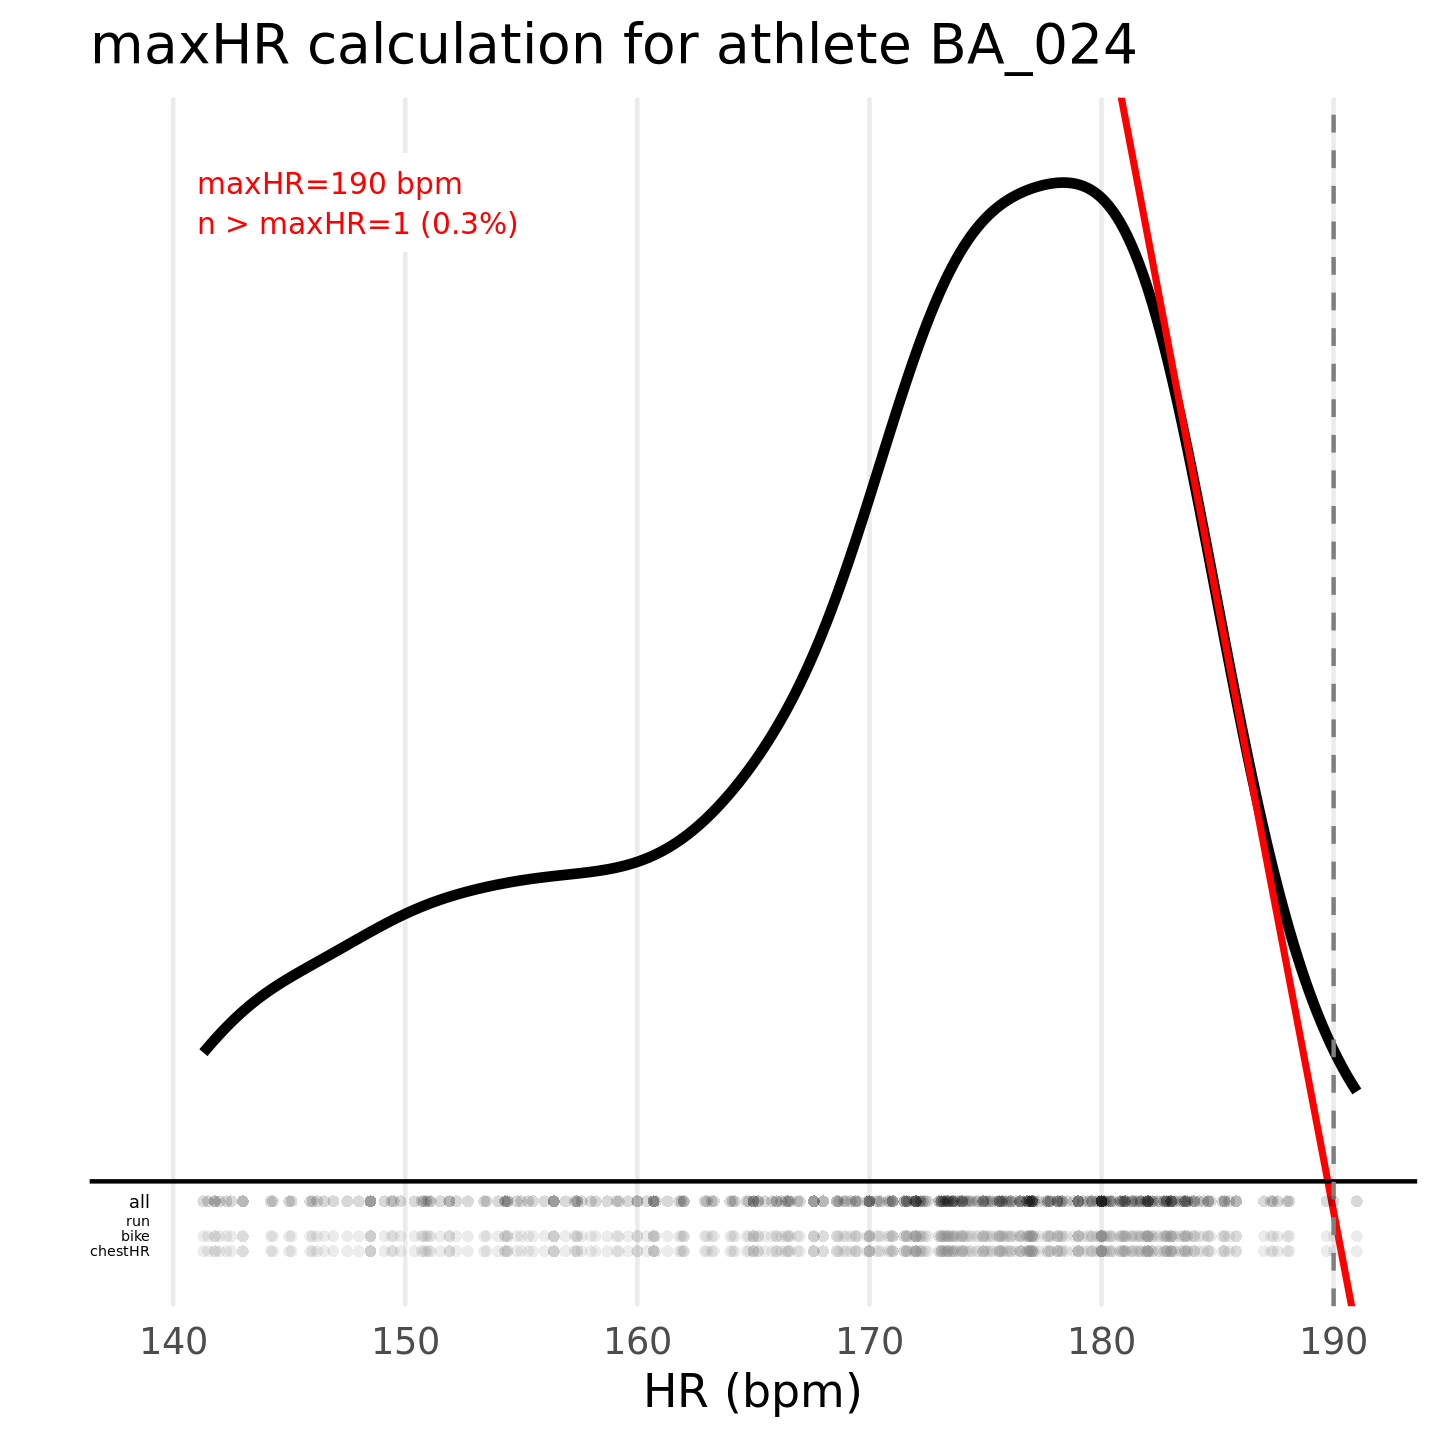 maxHR calculation for athlete BA_024
maxHR=190 bpm
n > maxHR=1 (0.3%)
all
run
bike
chestHR
140 150 160 170 180 190
HR (bpm)